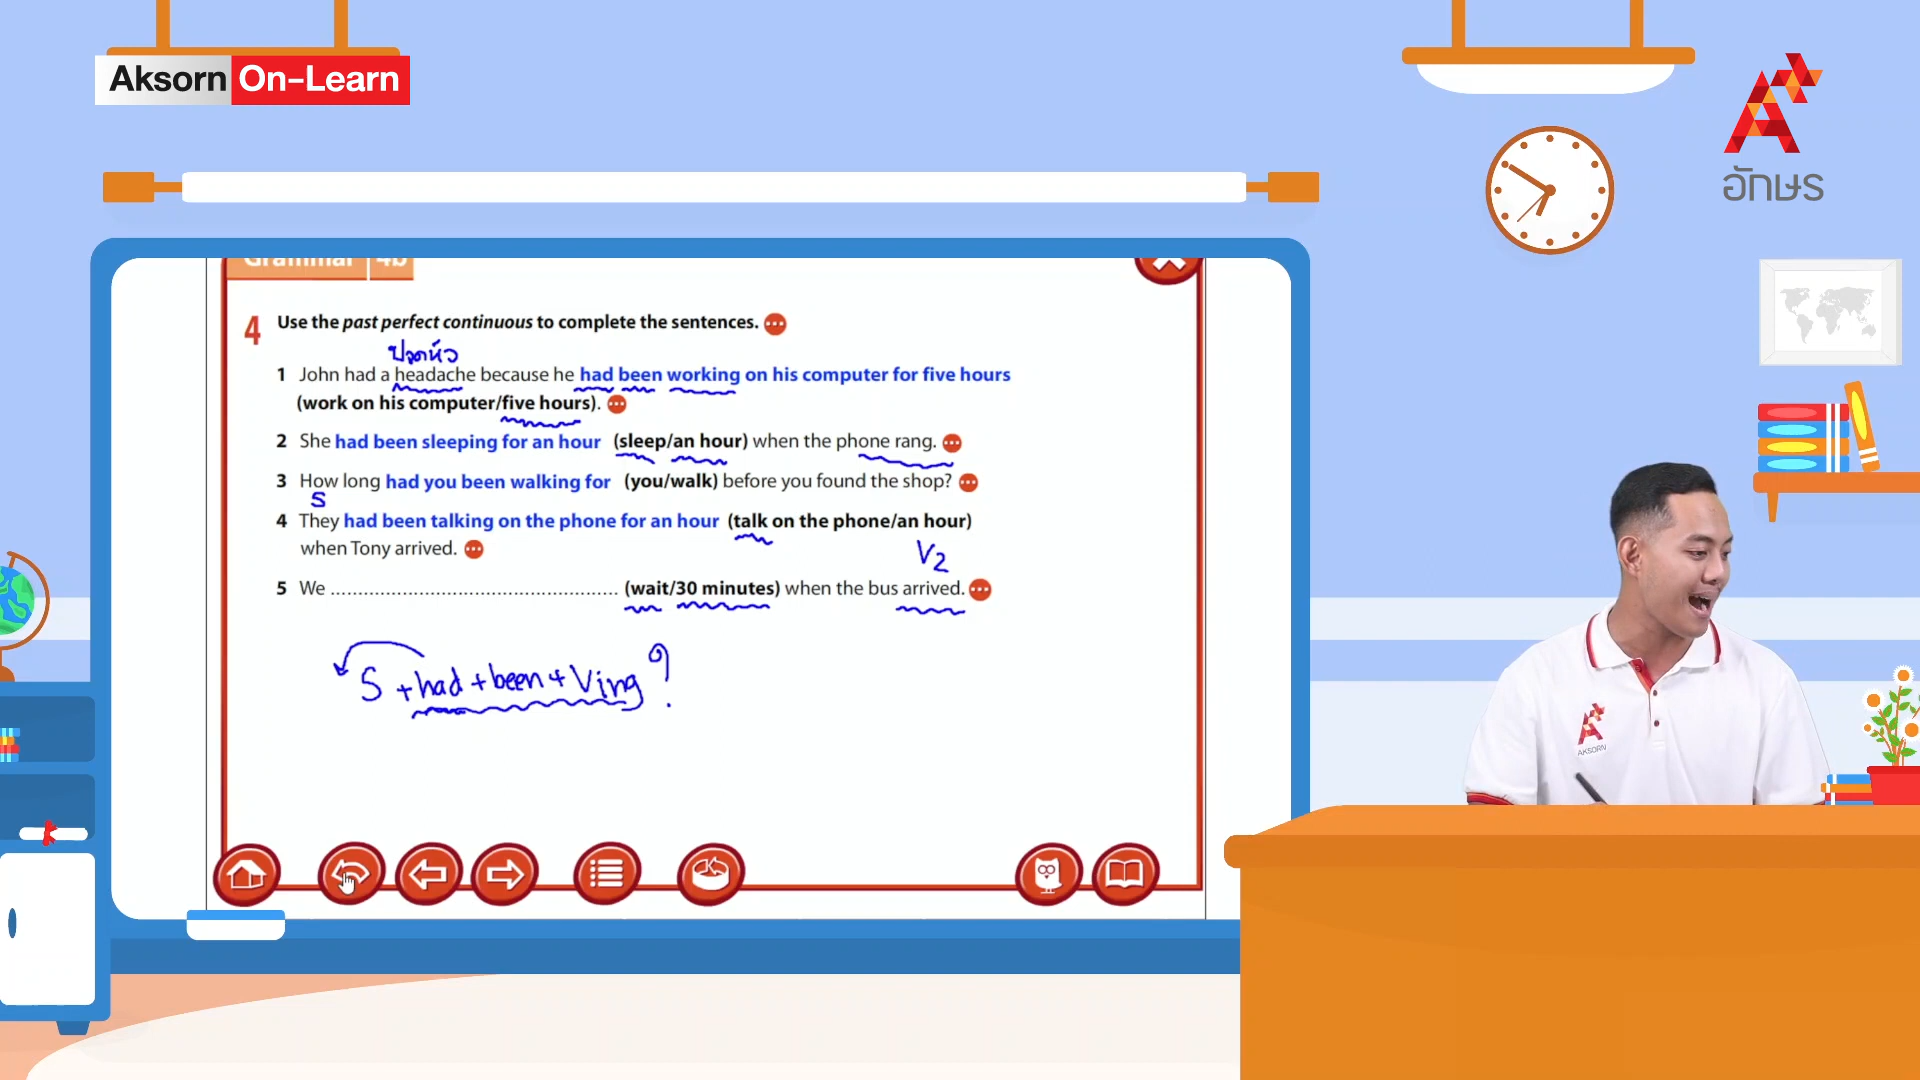 Aksorn On-Learn
อักษร
Grammar 4b
4 Use the past perfect continuous to complete the sentences.
ปวดหัว
1 John had a headache because he had been working on his computer for five hours
(work on his computer/five hours).
2 She had been sleeping for an hour (sleep/an hour) when the phone rang.
3 How long had you been walking for (you/walk) before you found the shop?
S
4 They had been talking on the phone for an hour (talk on the phone/an hour)
when Tony arrived.
V2
5 We ................................................ (wait/30 minutes) when the bus arrived.
S + had + been + Ving ?
AKSORN